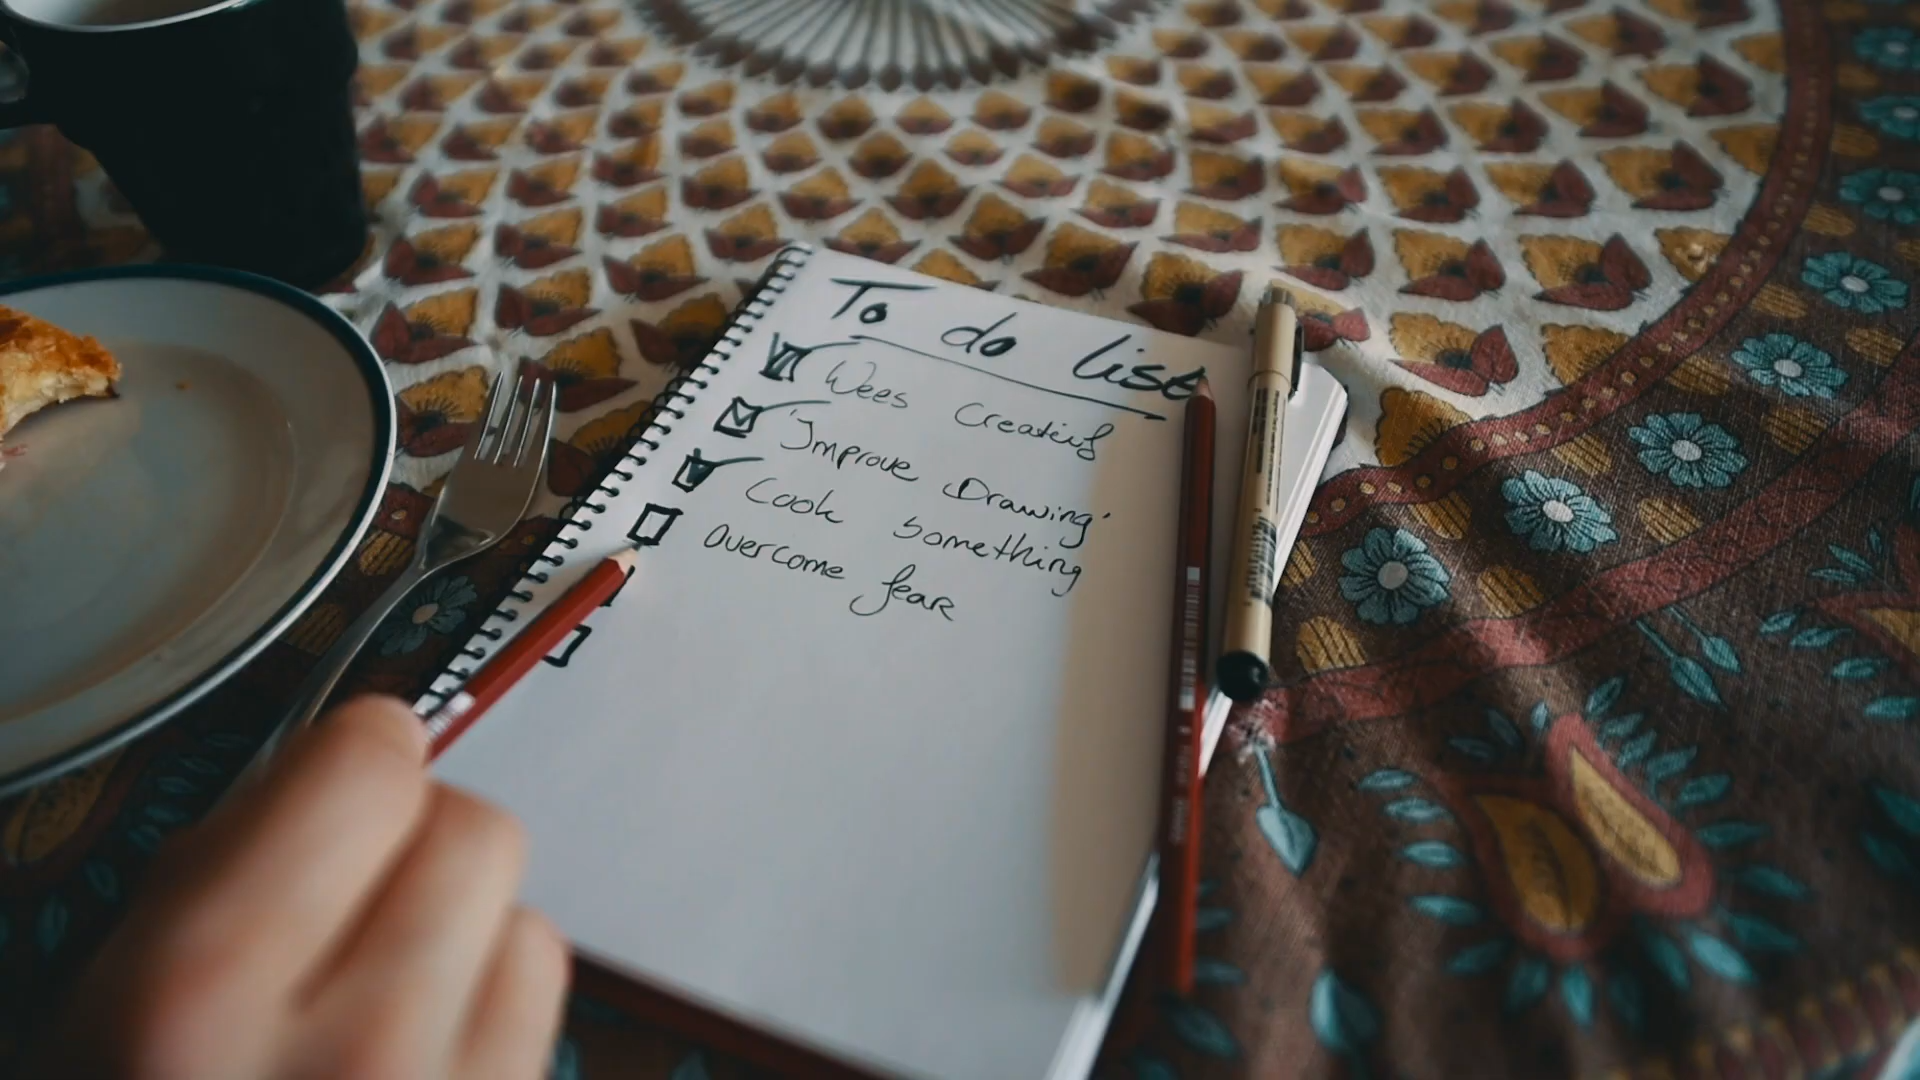 To do list
Wees Creatief
'Improve Drawing'
Cook something
Overcome fear